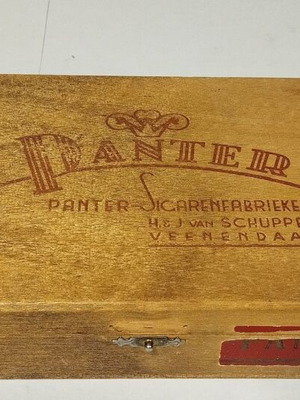 PANTER
PANTER-SIGARENFABRIEKE
H. & J. VAN SCHUPPE
VEENENDAA